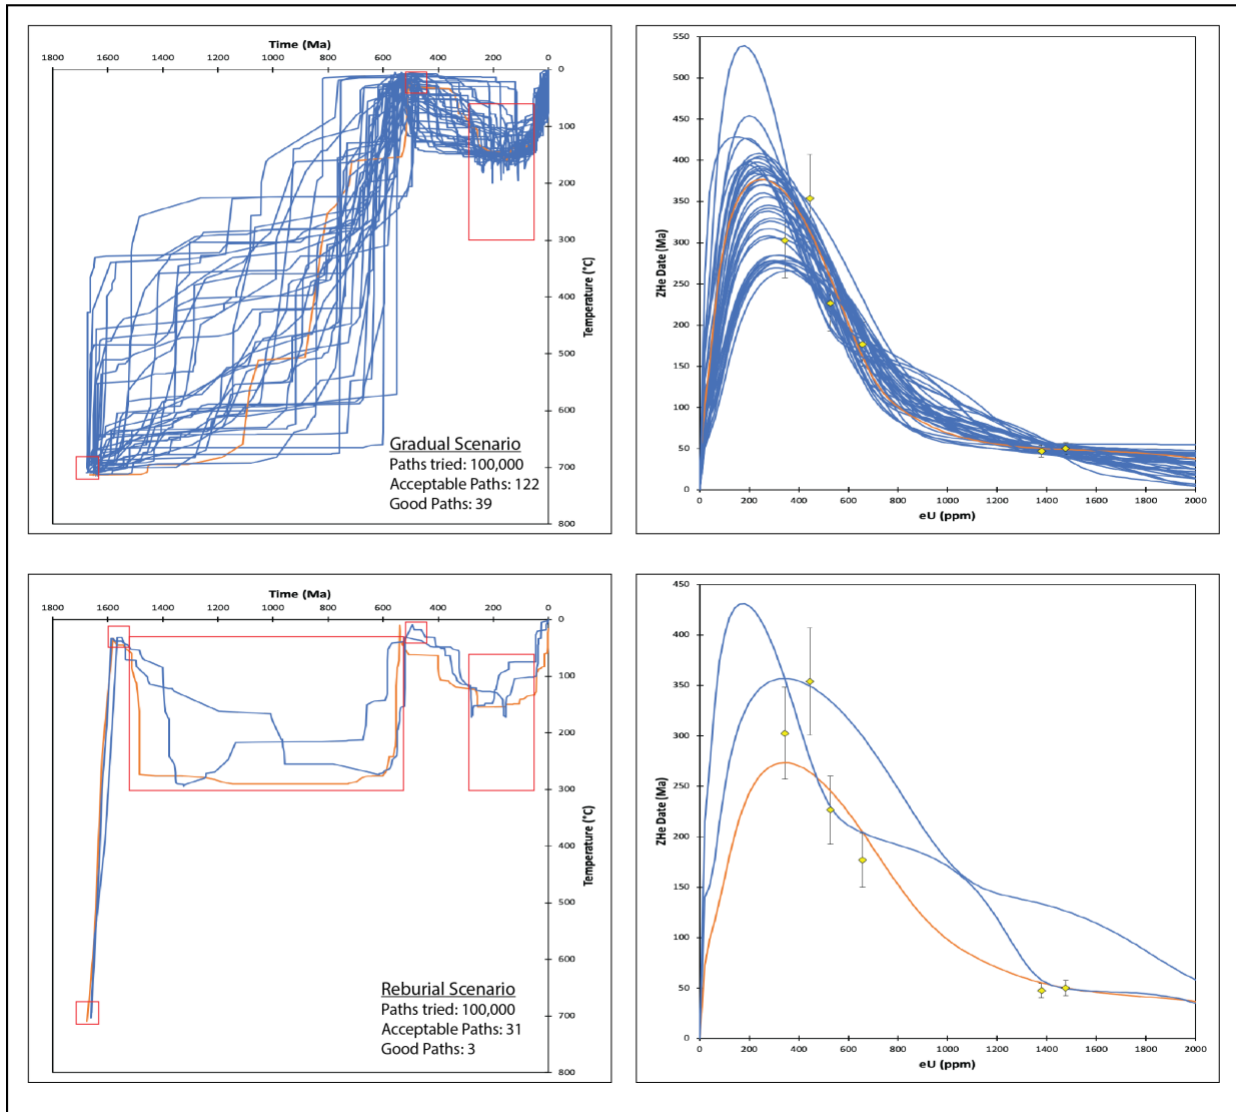 Time (Ma)
1800 1600 1400 1200 1000 800 600 400 200 0
0
100
200
300
400
500
600
700
800
Temperature (°C)
Gradual Scenario
Paths tried: 100,000
Acceptable Paths: 122
Good Paths: 39
550
500
450
400
350
300
250
200
150
100
50
0
ZHe Date (Ma)
0 200 400 600 800 1000 1200 1400 1600 1800 2000
eU (ppm)
Time (Ma)
1800 1600 1400 1200 1000 800 600 400 200 0
0
100
200
300
400
500
600
700
800
Temperature (°C)
Reburial Scenario
Paths tried: 100,000
Acceptable Paths: 31
Good Paths: 3
450
400
350
300
250
200
150
100
50
0
ZHe Date (Ma)
0 200 400 600 800 1000 1200 1400 1600 1800 2000
eU (ppm)